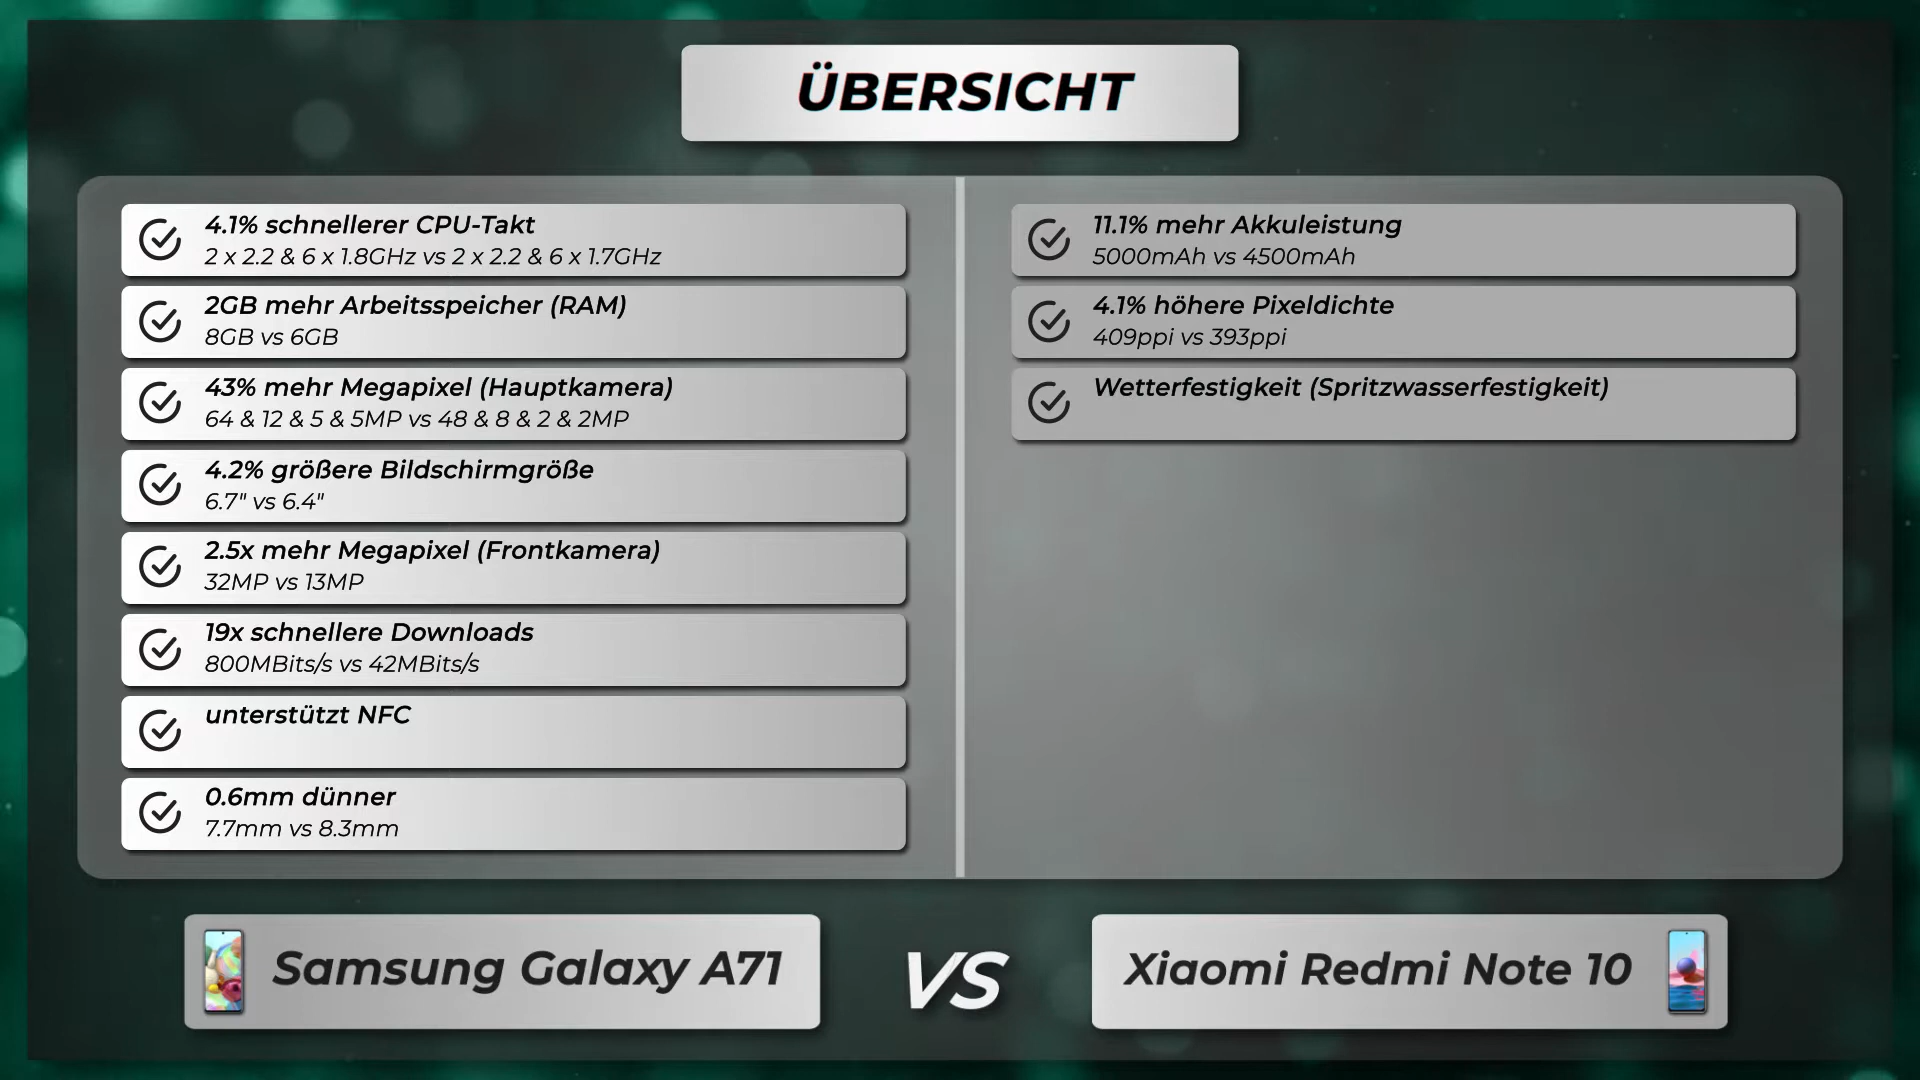 ÜBERSICHT
4.1% schnellerer CPU-Takt
2 x 2.2 & 6 x 1.8GHz vs 2 x 2.2 & 6 x 1.7GHz
2GB mehr Arbeitsspeicher (RAM)
8GB vs 6GB
43% mehr Megapixel (Hauptkamera)
64 & 12 & 5 & 5MP vs 48 & 8 & 2 & 2MP
4.2% größere Bildschirmgröße
6.7" vs 6.4"
2.5x mehr Megapixel (Frontkamera)
32MP vs 13MP
19x schnellere Downloads
800MBits/s vs 42MBits/s
unterstützt NFC
0.6mm dünner
7.7mm vs 8.3mm
11.1% mehr Akkuleistung
5000mAh vs 4500mAh
4.1% höhere Pixeldichte
409ppi vs 393ppi
Wetterfestigkeit (Spritzwasserfestigkeit)
Samsung Galaxy A71
VS
Xiaomi Redmi Note 10